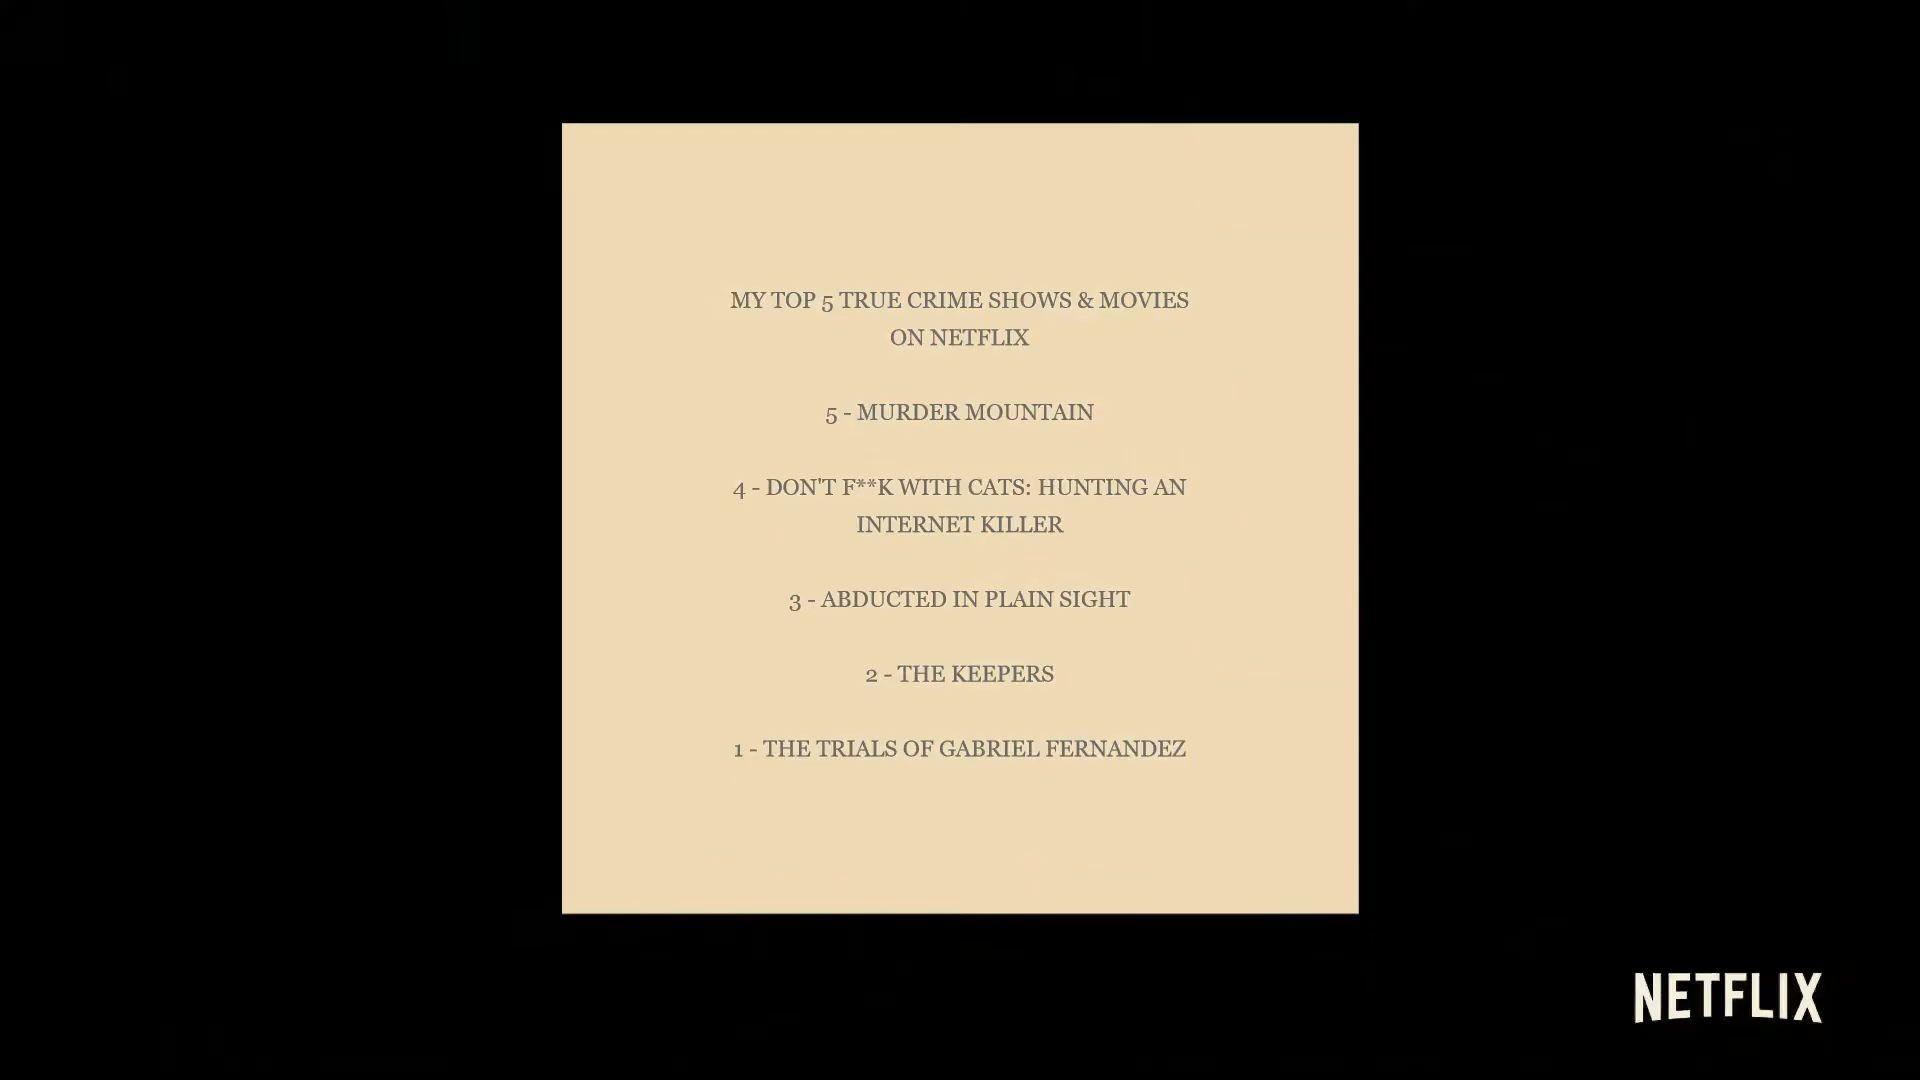 MY TOP 5 TRUE CRIME SHOWS & MOVIES
ON NETFLIX
5 - MURDER MOUNTAIN
4 - DON'T F**K WITH CATS: HUNTING AN
INTERNET KILLER
3 - ABDUCTED IN PLAIN SIGHT
2 - THE KEEPERS
1 - THE TRIALS OF GABRIEL FERNANDEZ
NETFLIX